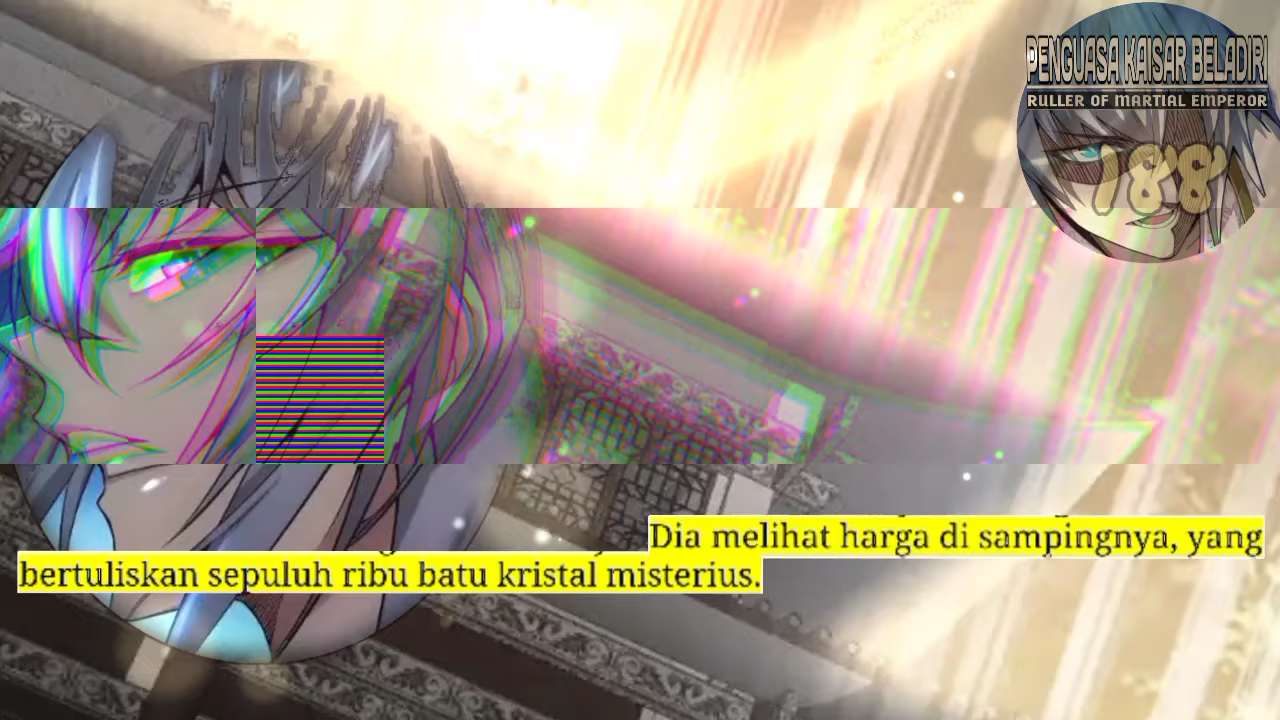 PENGUASA KAISAR BELADIRI
RULLER OF MARTIAL EMPEROR
188
Dia melihat harga di sampingnya, yang
bertuliskan sepuluh ribu batu kristal misterius.